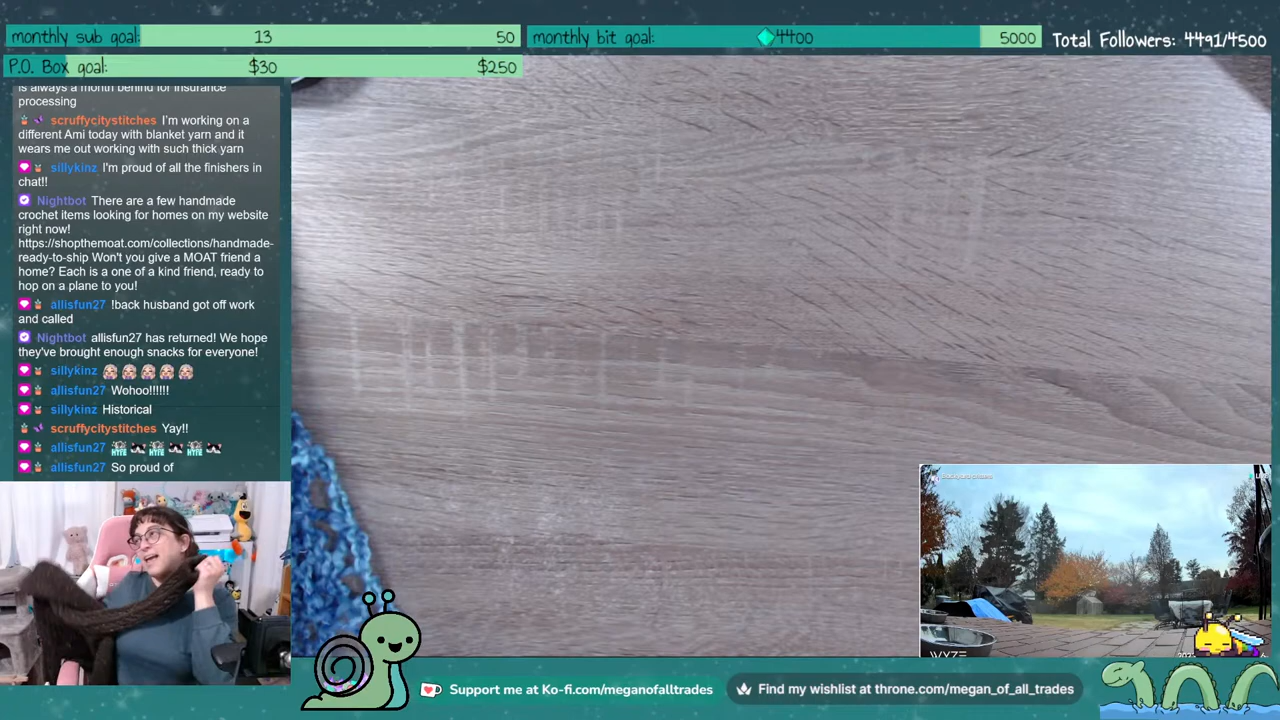 monthly sub goal: 13 50
monthly bit goal: 4400 5000
Total Followers: 4491/4500
P.O. Box goal: $30 $250
is always a month behind for insurance
processing
scruffycitystitches I'm working on a
different Ami today with blanket yarn and it
wears me out working with such thick yarn
sillykinz I'm proud of all the finishers in
chat!!
Nightbot There are a few handmade
crochet items looking for homes on my website
right now!
https://shopthemoat.com/collections/handmade-
ready-to-ship Won't you give a MOAT friend a
home? Each is a one of a kind friend, ready to
hop on a plane to you!
allisfun27 !back husband got off work
and called
Nightbot allisfun27 has returned! We hope
they've brought enough snacks for everyone!
sillykinz
allisfun27 Wohoo!!!!!!
sillykinz Historical
scruffycitystitches Yay!!
allisfun27 HYPE HYPE HYPE
allisfun27 So proud of
WYZE
Support me at Ko-fi.com/meganofalltrades
Find my wishlist at throne.com/megan_of_all_trades